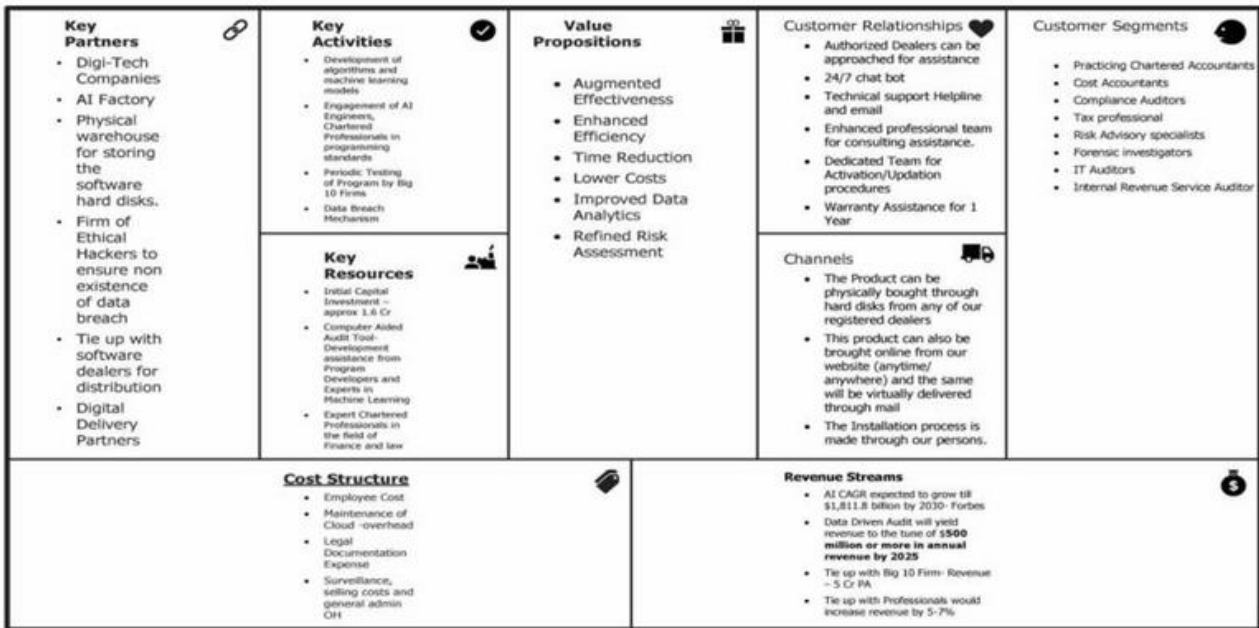 Key
Partners
• Digi-Tech
Companies
• AI Factory
• Physical
warehouse
for storing
the
software
hard disks.
• Firm of
Ethical
Hackers to
ensure non
existence
of data
breach
• Tie up with
software
dealers for
distribution
• Digital
Delivery
Partners
Key
Activities
• Development of
algorithms and
machine learning
models
• Engagement of AI
Engineers,
Chartered
Professionals in
programming
standards
• Periodic Testing
of Program by Big
10 Firms
• Data Breach
Mechanism
Key
Resources
• Initial Capital
Investment –
approx 1.6 Cr
• Computer Aided
Audit Tool-
Development
assistance from
Program
Developers and
Experts in
Machine Learning
• Expert Chartered
Professionals in
the field of
Finance and law
Value
Propositions
• Augmented
Effectiveness
• Enhanced
Efficiency
• Time Reduction
• Lower Costs
• Improved Data
Analytics
• Refined Risk
Assessment
Customer Relationships
• Authorized Dealers can be
approached for assistance
• 24/7 chat bot
• Technical support Helpline
and email
• Enhanced professional team
for consulting assistance.
• Dedicated Team for
Activation/Updation
procedures
• Warranty Assistance for 1
Year
Channels
• The Product can be
physically bought through
hard disks from any of our
registered dealers
• This product can also be
brought online from our
website (anytime/
anywhere) and the same
will be virtually delivered
through mail
• The Installation process is
made through our persons.
Customer Segments
• Practicing Chartered Accountants
• Cost Accountants
• Compliance Auditors
• Tax professional
• Risk Advisory specialists
• Forensic investigators
• IT Auditors
• Internal Revenue Service Auditor
Cost Structure
• Employee Cost
• Maintenance of
Cloud -overhead
• Legal
Documentation
Expense
• Surveillance,
selling costs and
general admin
OH
Revenue Streams
• AI CAGR expected to grow till
$1,811.8 billion by 2030- Forbes
• Data Driven Audit will yield
revenue to the tune of $500
million or more in annual
revenue by 2025
• Tie up with Big 10 Firm- Revenue
– 5 Cr PA
• Tie up with Professionals would
increase revenue by 5-7%
$